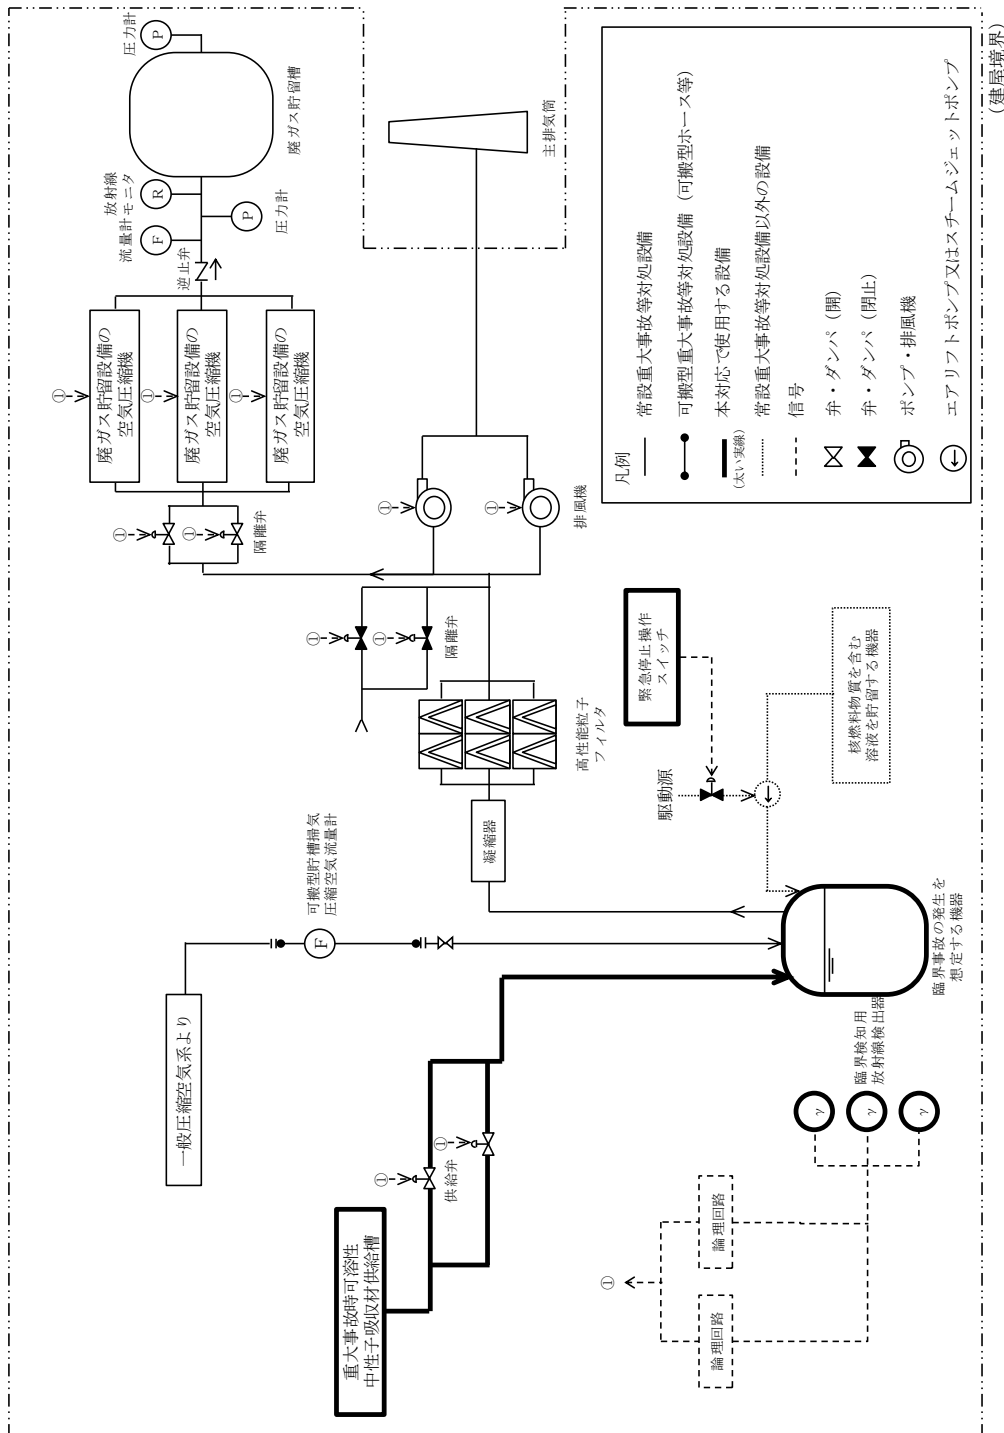 圧力計
P
廃ガス貯留槽
放射線
モニタ
R
流量計
F
P
圧力計
逆止弁
廃ガス貯留設備の
空気圧縮機
①
廃ガス貯留設備の
空気圧縮機
①
廃ガス貯留設備の
空気圧縮機
①
①
①
隔離弁
主排気筒
①
①
排風機
①
①
隔離弁
高性能粒子
フィルタ
凝縮器
可搬型貯槽掃気
圧縮空気流量計
F
一般圧縮空気系より
緊急停止操作
スイッチ
駆動源
核燃料物質を含む
溶液を貯留する機器
臨界事故の発生を
想定する機器
臨界検知用
放射線検出器
γ
γ
γ
論理回路
論理回路
①
①
①
供給弁
重大事故時可溶性
中性子吸収材供給槽
凡例
常設重大事故等対処設備
可搬型重大事故等対処設備（可搬型ホース等）
本対応で使用する設備
(太い実線)
常設重大事故等対処設備以外の設備
信号
弁・ダンパ（開）
弁・ダンパ（閉止）
ポンプ・排風機
エアリフトポンプ又はスチームジェットポンプ
（建屋境界）